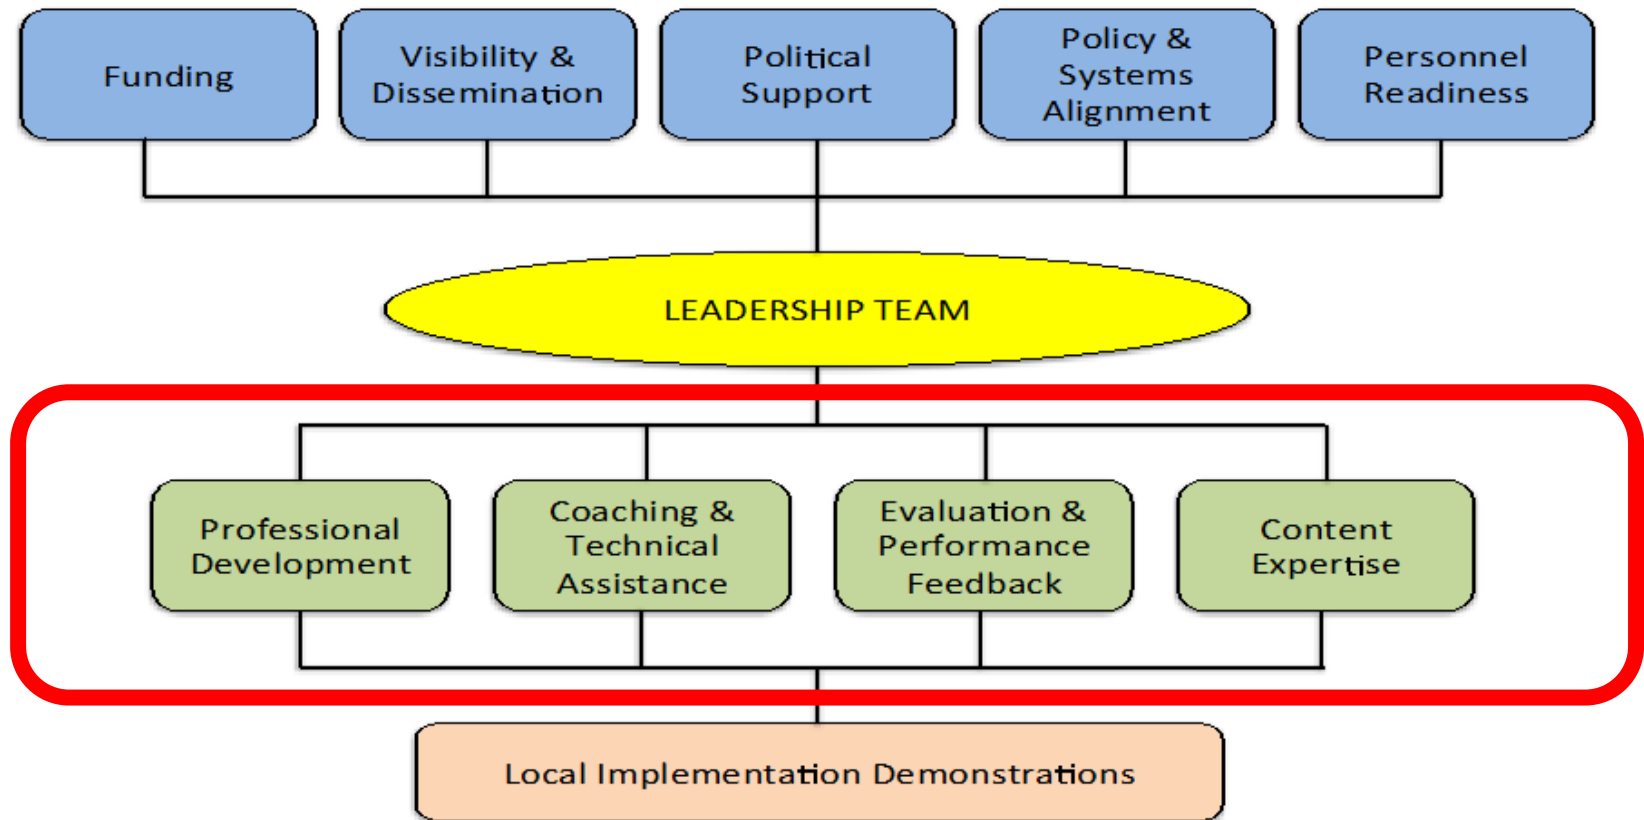 Funding
Visibility &
Dissemination
Political
Support
Policy &
Systems
Alignment
Personnel
Readiness
LEADERSHIP TEAM
Professional
Development
Coaching &
Technical
Assistance
Evaluation &
Performance
Feedback
Content
Expertise
Local Implementation Demonstrations